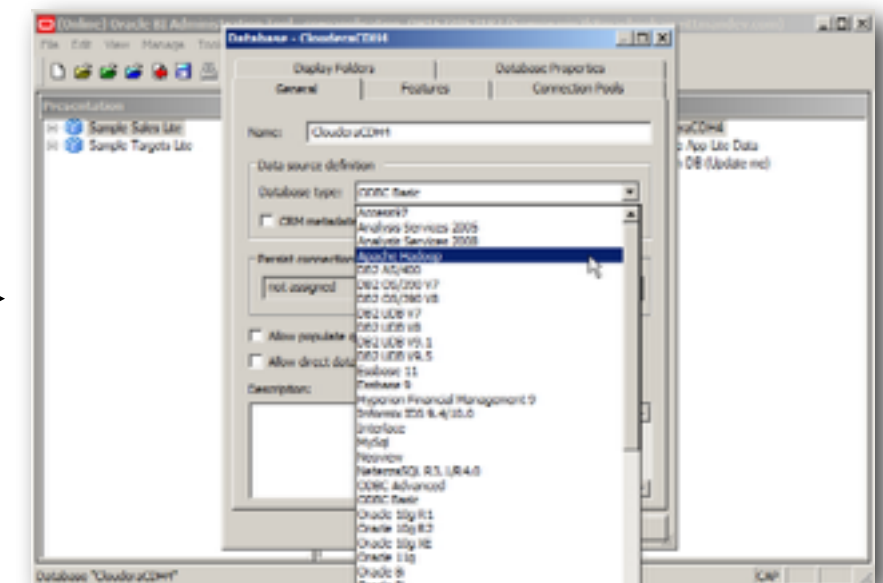 (Online) Oracle BI Administration Tool
File Edit View Manage Tools
Database - ClouderaCDH4
Display Folders
Database Properties
General
Features
Connection Pools
Presentation
Sample Sales Lite
Sample Targets Lite
Name:
ClouderaCDH4
Data source definition
Database type:
ODBC Basic
CRM metadata
Persist connection
not assigned
Allow populate
Allow direct data
Description:
Access97
Analysis Services 2005
Analysis Services 2008
Apache Hadoop
DB2 AS/400
DB2 OS/390 V7
DB2 OS/390 V8
DB2 UDB V7
DB2 UDB V8
DB2 UDB V9.1
DB2 UDB V9.5
Essbase 11
Essbase 9
Hyperion Financial Management 9
Informix IDS 9.4/10.0
Interface
MySql
Neoview
ODBC Advanced
ODBC Basic
Oracle 10g R1
Oracle 10g R2
Oracle 10g XE
Oracle 11g
Oracle 8
raCDH4
App Lite Data
DB (Update me)
Database "ClouderaCDH4"
CAP